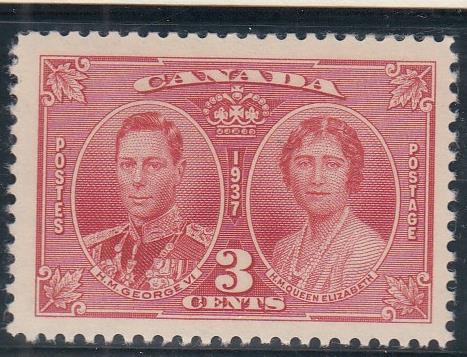 CANADA
POSTES
1937
POSTAGE
H.M. GEORGE VI
H.M. QUEEN ELIZABETH
3
CENTS